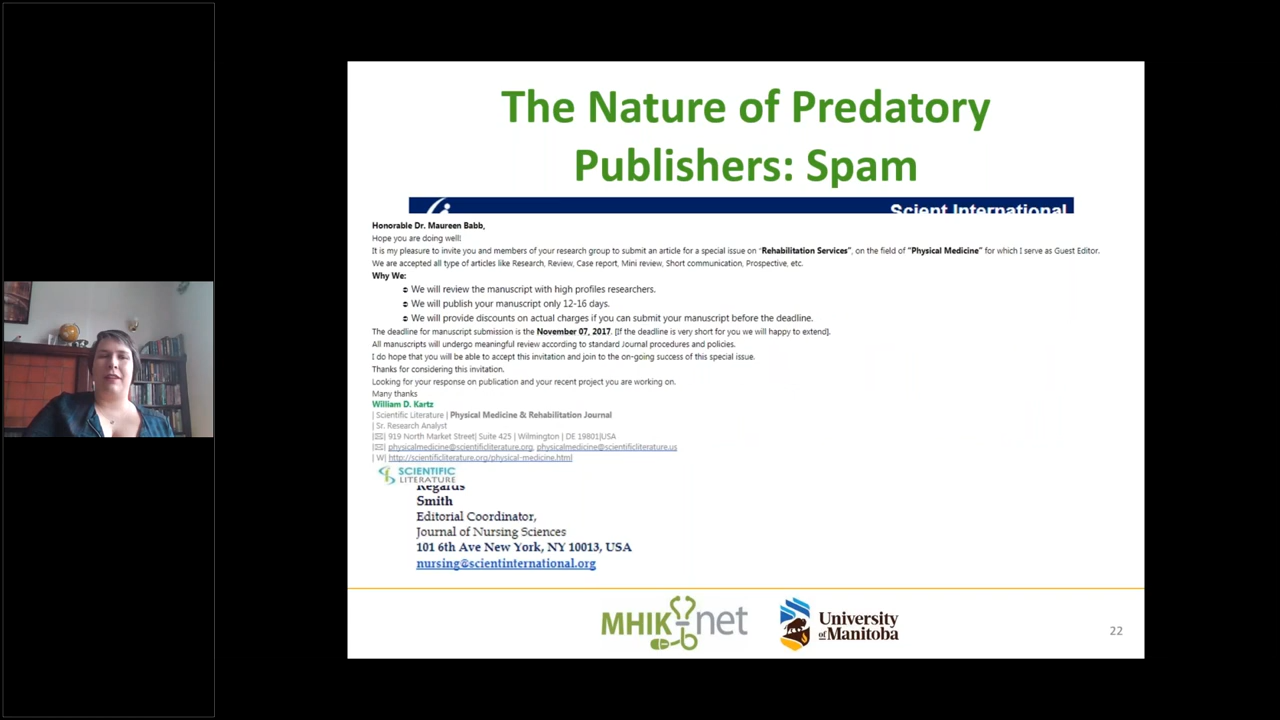 The Nature of Predatory
Publishers: Spam
Scient International
Honorable Dr. Maureen Babb,
Hope you are doing well!
It is my pleasure to invite you and members of your research group to submit an article for a special issue on "Rehabilitation Services", on the field of "Physical Medicine" for which I serve as Guest Editor.
We are accepted all type of articles like Research, Review, Case report, Mini review, Short communication, Prospective, etc.
Why We:
We will review the manuscript with high profiles researchers.
We will publish your manuscript only 12-16 days.
We will provide discounts on actual charges if you can submit your manuscript before the deadline.
The deadline for manuscript submission is the November 07, 2017. [If the deadline is very short for you we will happy to extend].
All manuscripts will undergo meaningful review according to standard Journal procedures and policies.
I do hope that you will be able to accept this invitation and join to the on-going success of this special issue.
Thanks for considering this invitation.
Looking for your response on publication and your recent project you are working on.
Many thanks
William D. Kartz
| Scientific Literature | Physical Medicine & Rehabilitation Journal
| Sr. Research Analyst
|✉| 919 North Market Street| Suite 425 | Wilmington | DE 19801|USA
|✉| physicalmedicine@scientificliterature.org, physicalmedicine@scientificliterature.us
| W| http://scientificliterature.org/physical-medicine.html
SCIENTIFIC
LITERATURE
Regards
Smith
Editorial Coordinator,
Journal of Nursing Sciences
101 6th Ave New York, NY 10013, USA
nursing@scientinternational.org
MHIKnet
University
of Manitoba
22